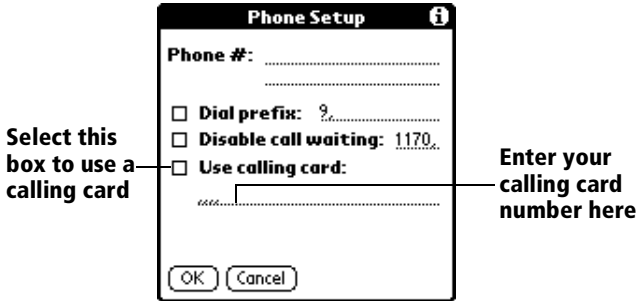 Phone Setup
Phone #:
Dial prefix: 9,
Disable call waiting: 1170,
Use calling card:
,,,,
OK Cancel
Select this
box to use a
calling card
Enter your
calling card
number here